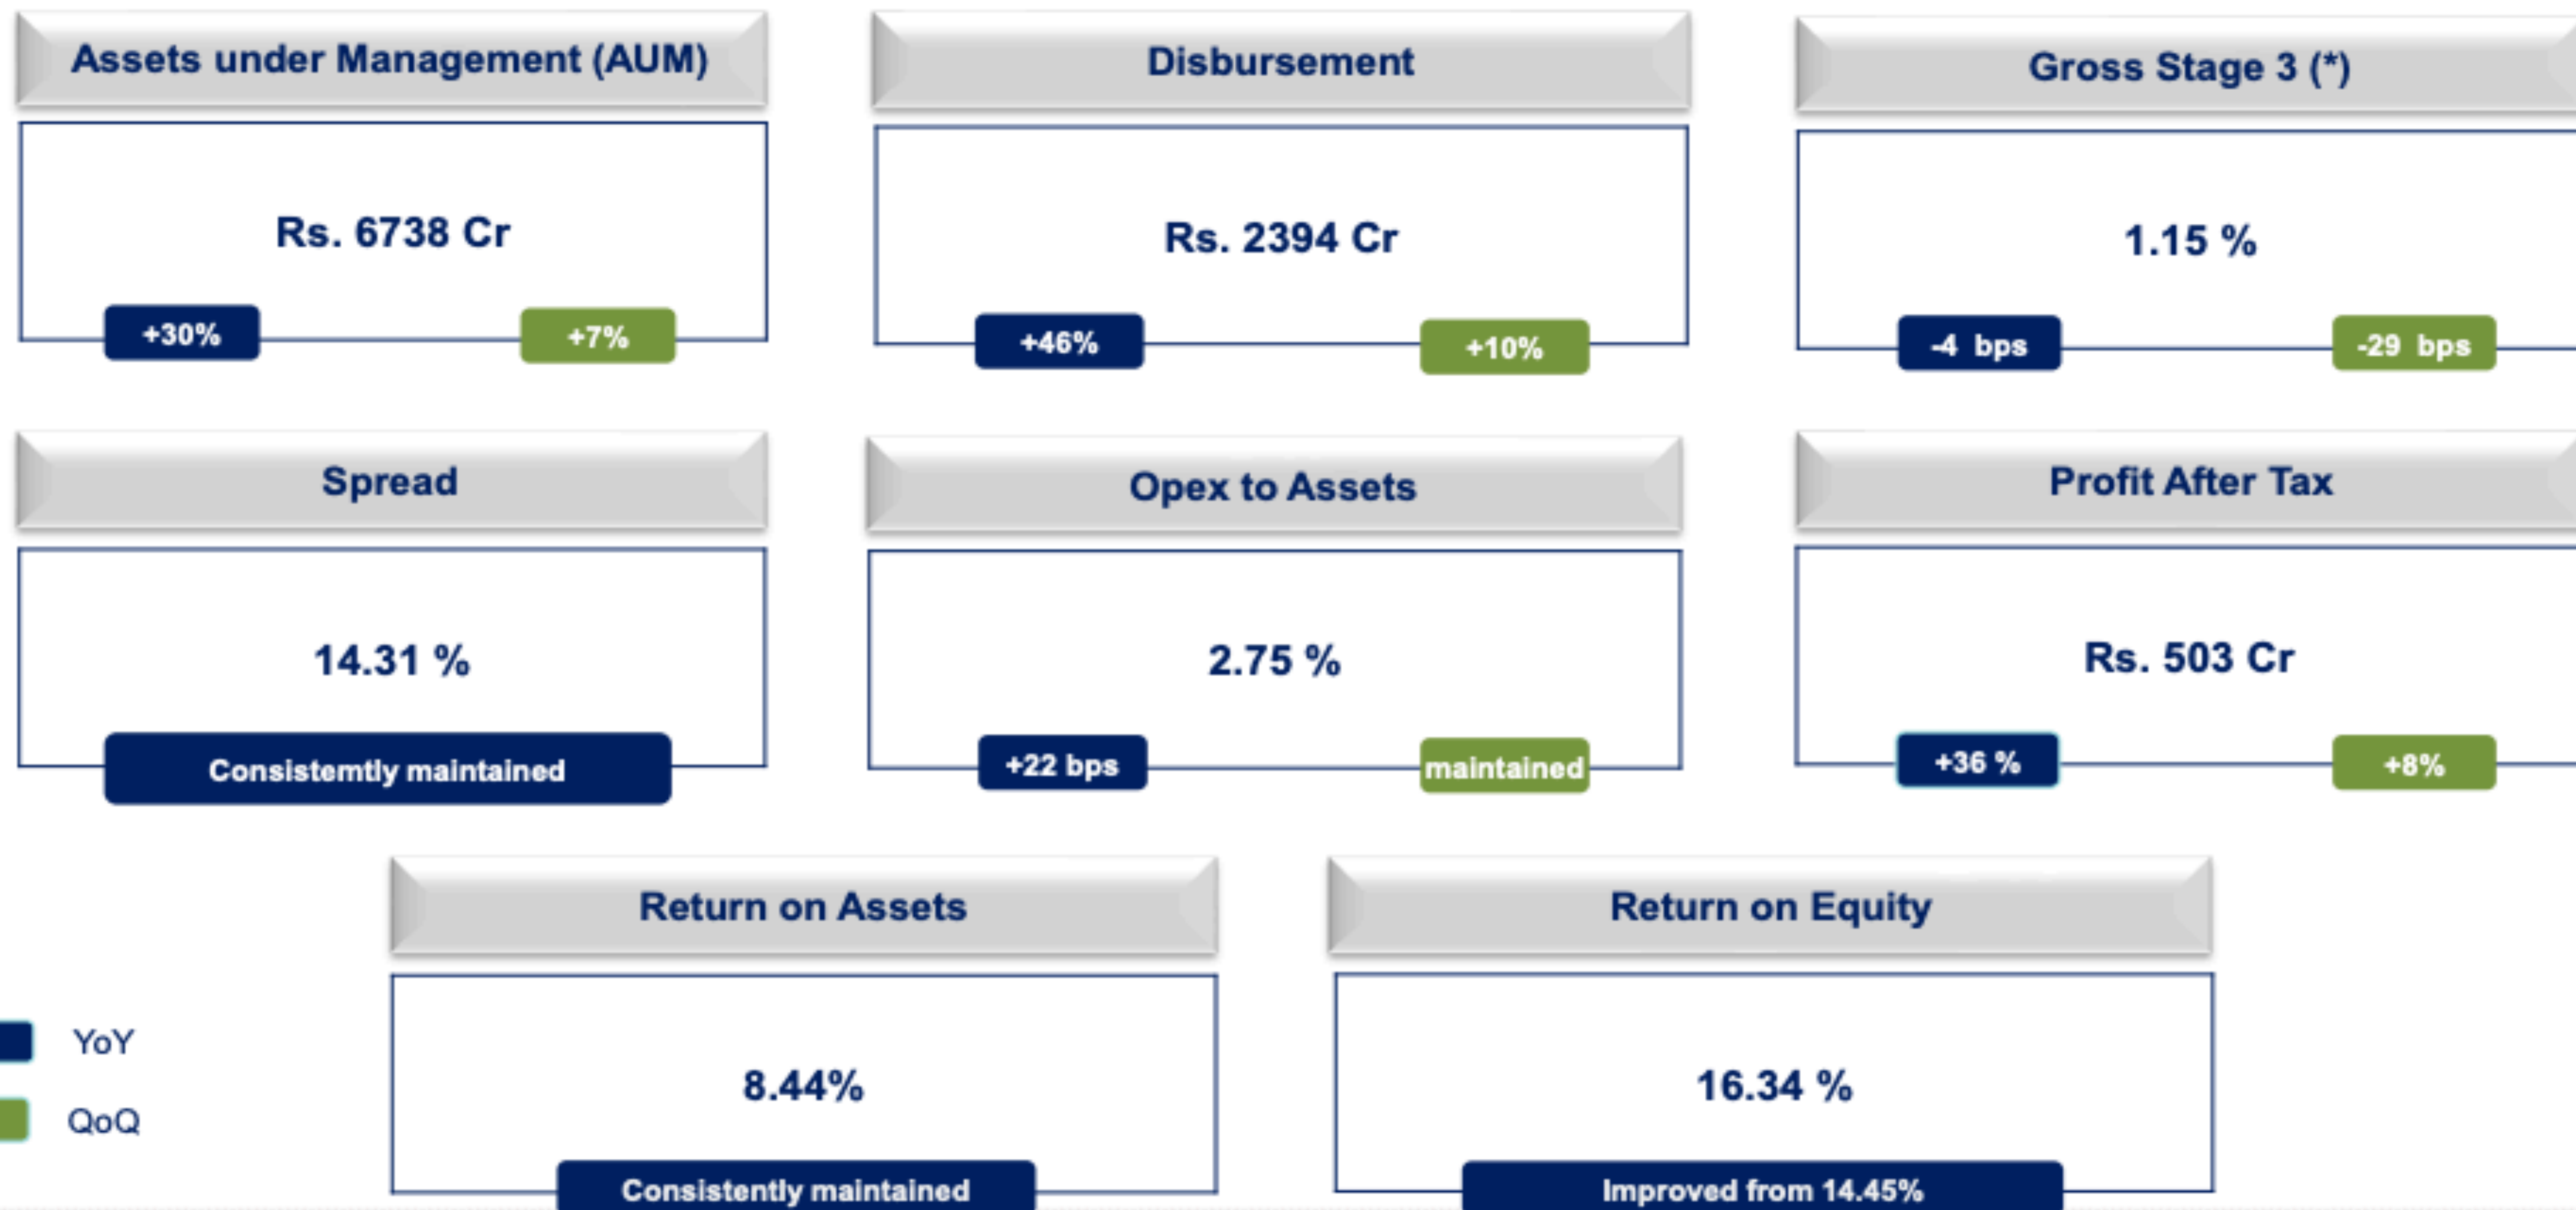 Assets under Management (AUM)
Disbursement
Gross Stage 3 (*)
Rs. 6738 Cr
Rs. 2394 Cr
1.15 %
+30%
+7%
+46%
+10%
-4 bps
-29 bps
Spread
Opex to Assets
Profit After Tax
14.31 %
2.75 %
Rs. 503 Cr
Consistemtly maintained
+22 bps
maintained
+36 %
+8%
Return on Assets
Return on Equity
YoY
QoQ
8.44%
16.34 %
Consistently maintained
Improved from 14.45%